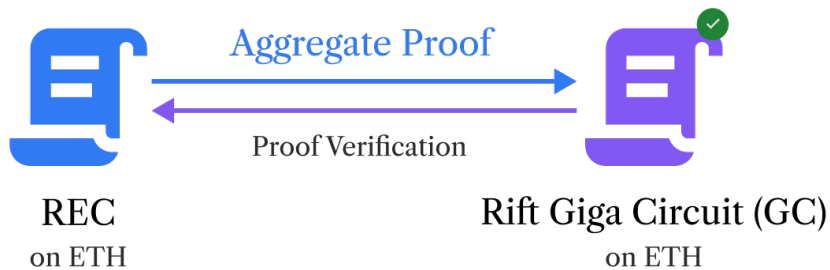 Aggregate Proof
Proof Verification
REC
on ETH
Rift Giga Circuit (GC)
on ETH